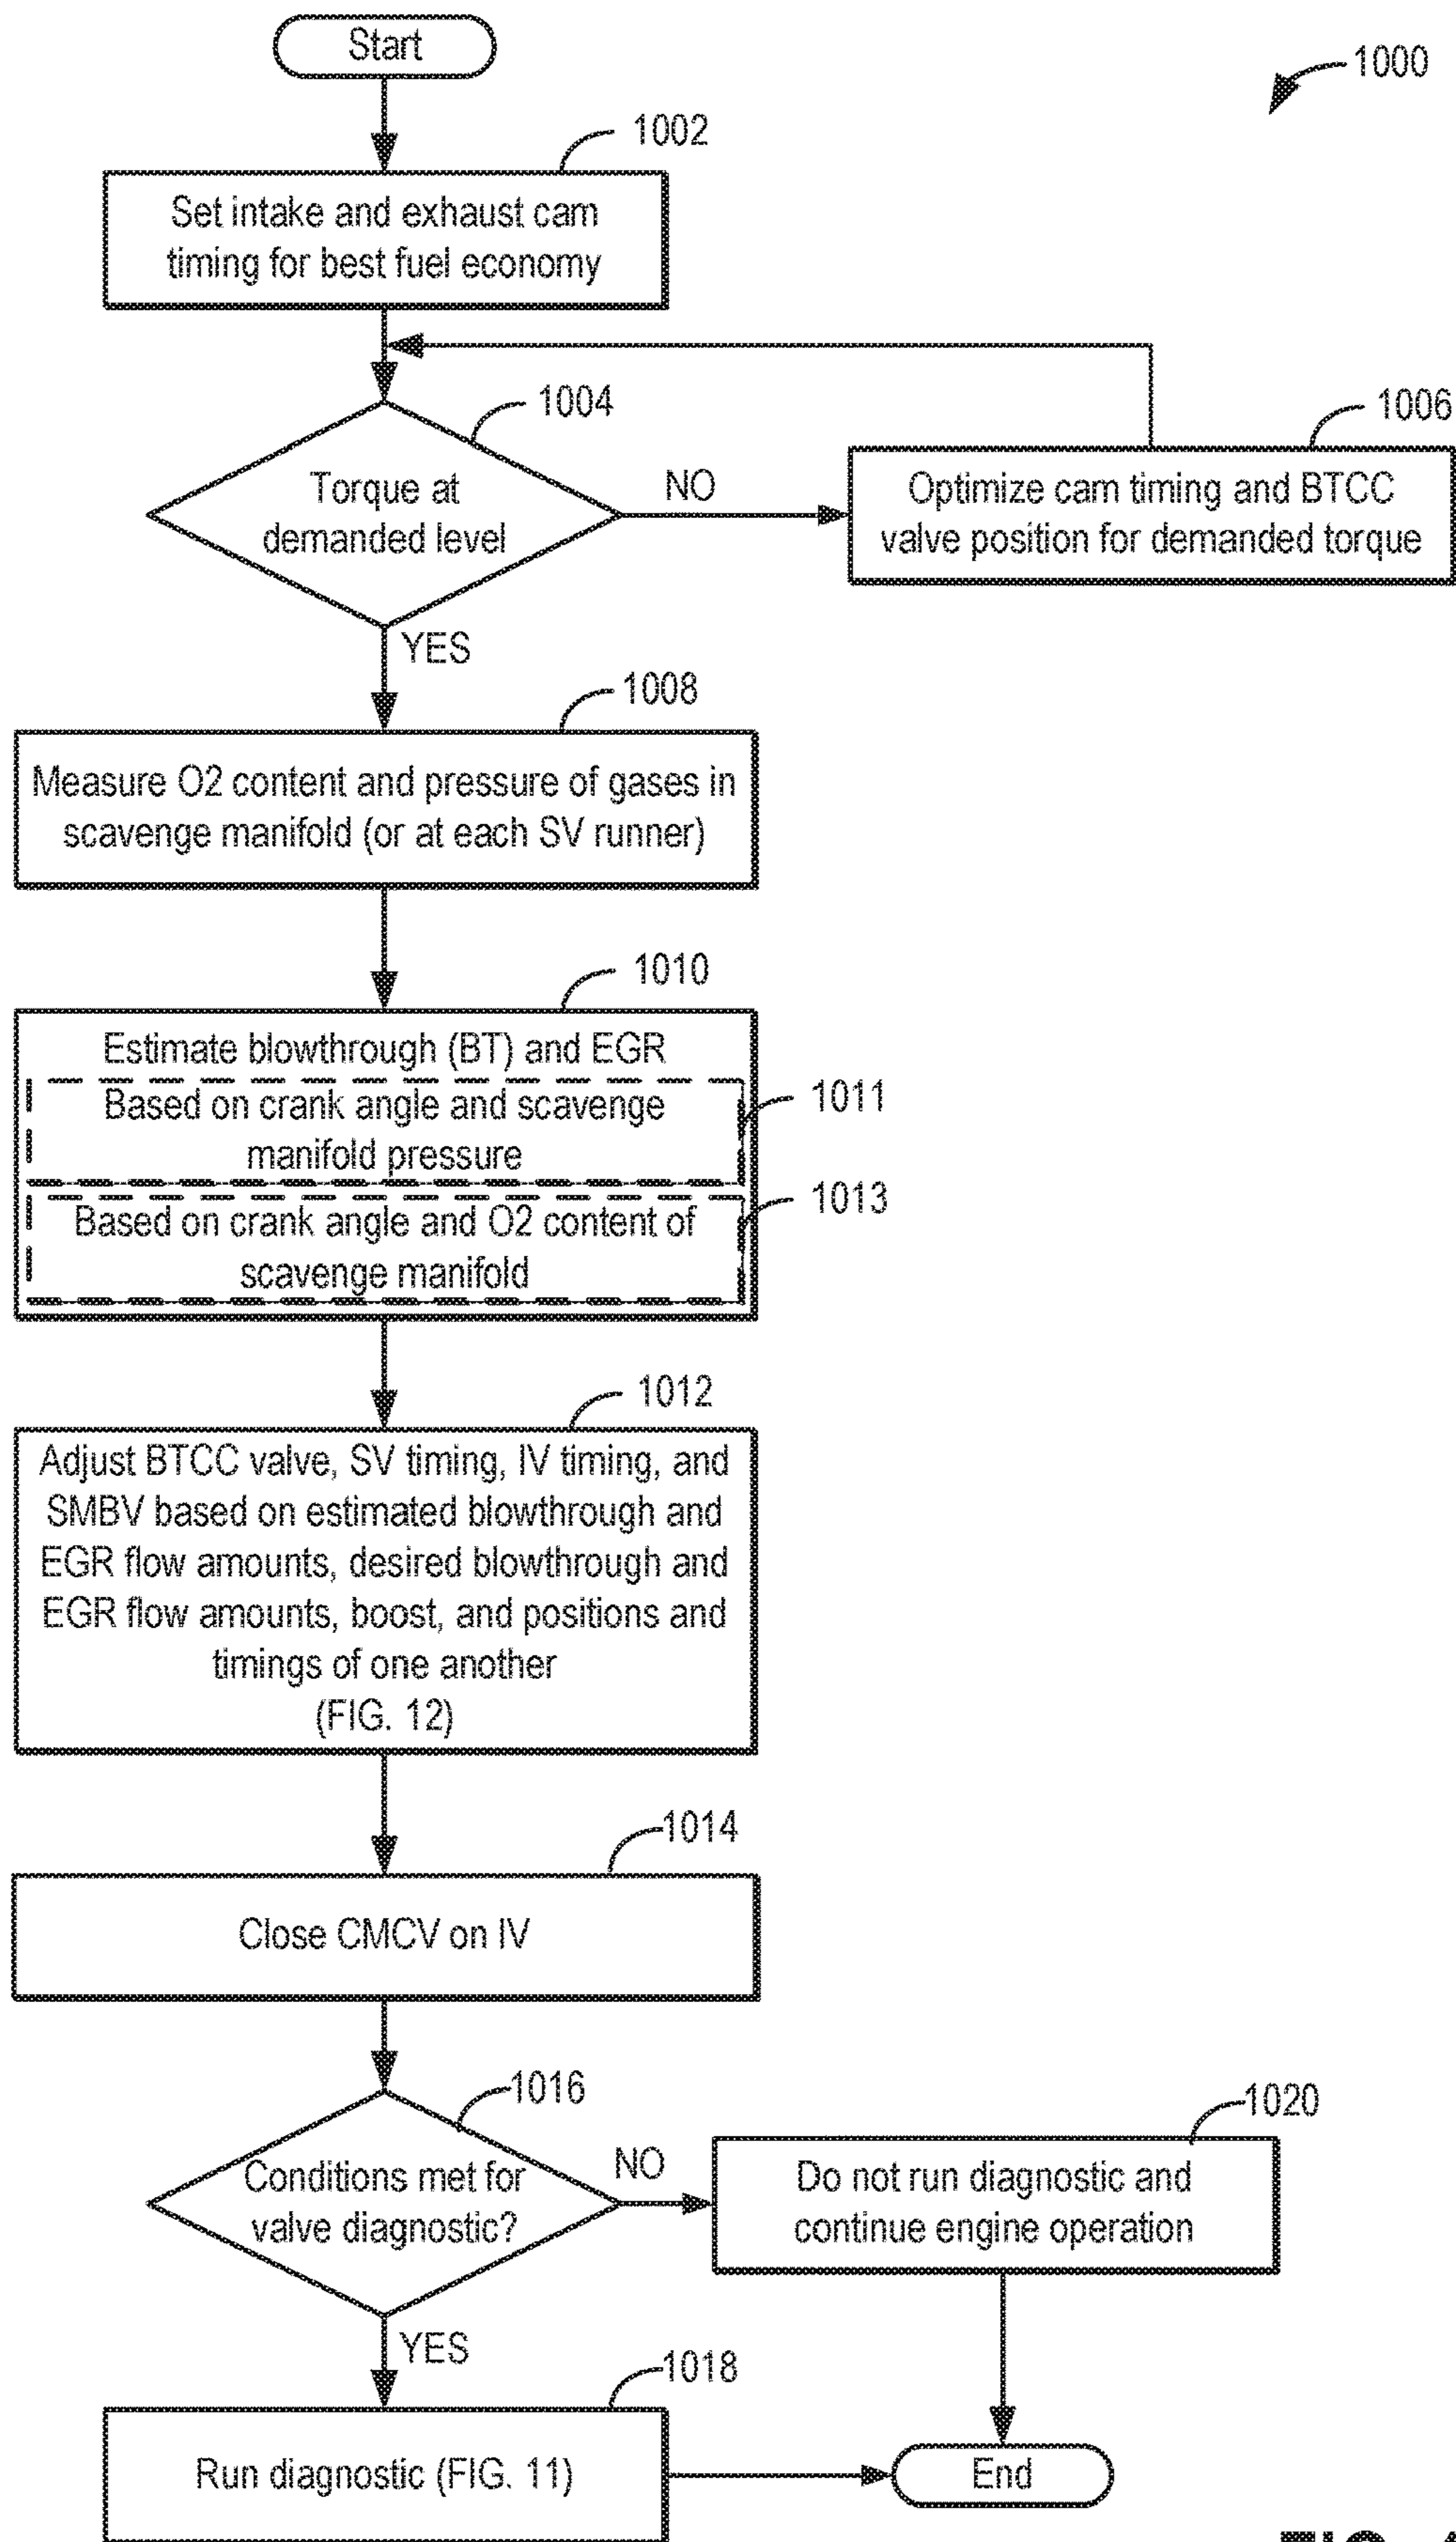 Start
1000
1002
Set intake and exhaust cam
timing for best fuel economy
1004
Torque at
demanded level
NO
YES
1006
Optimize cam timing and BTCC
valve position for demanded torque
1008
Measure O2 content and pressure of gases in
scavenge manifold (or at each SV runner)
1010
Estimate blowthrough (BT) and EGR
1011
Based on crank angle and scavenge
manifold pressure
1013
Based on crank angle and O2 content of
scavenge manifold
1012
Adjust BTCC valve, SV timing, IV timing, and
SMBV based on estimated blowthrough and
EGR flow amounts, desired blowthrough and
EGR flow amounts, boost, and positions and
timings of one another
(FIG. 12)
1014
Close CMCV on IV
1016
Conditions met for
valve diagnostic?
NO
YES
1020
Do not run diagnostic and
continue engine operation
1018
Run diagnostic (FIG. 11)
End